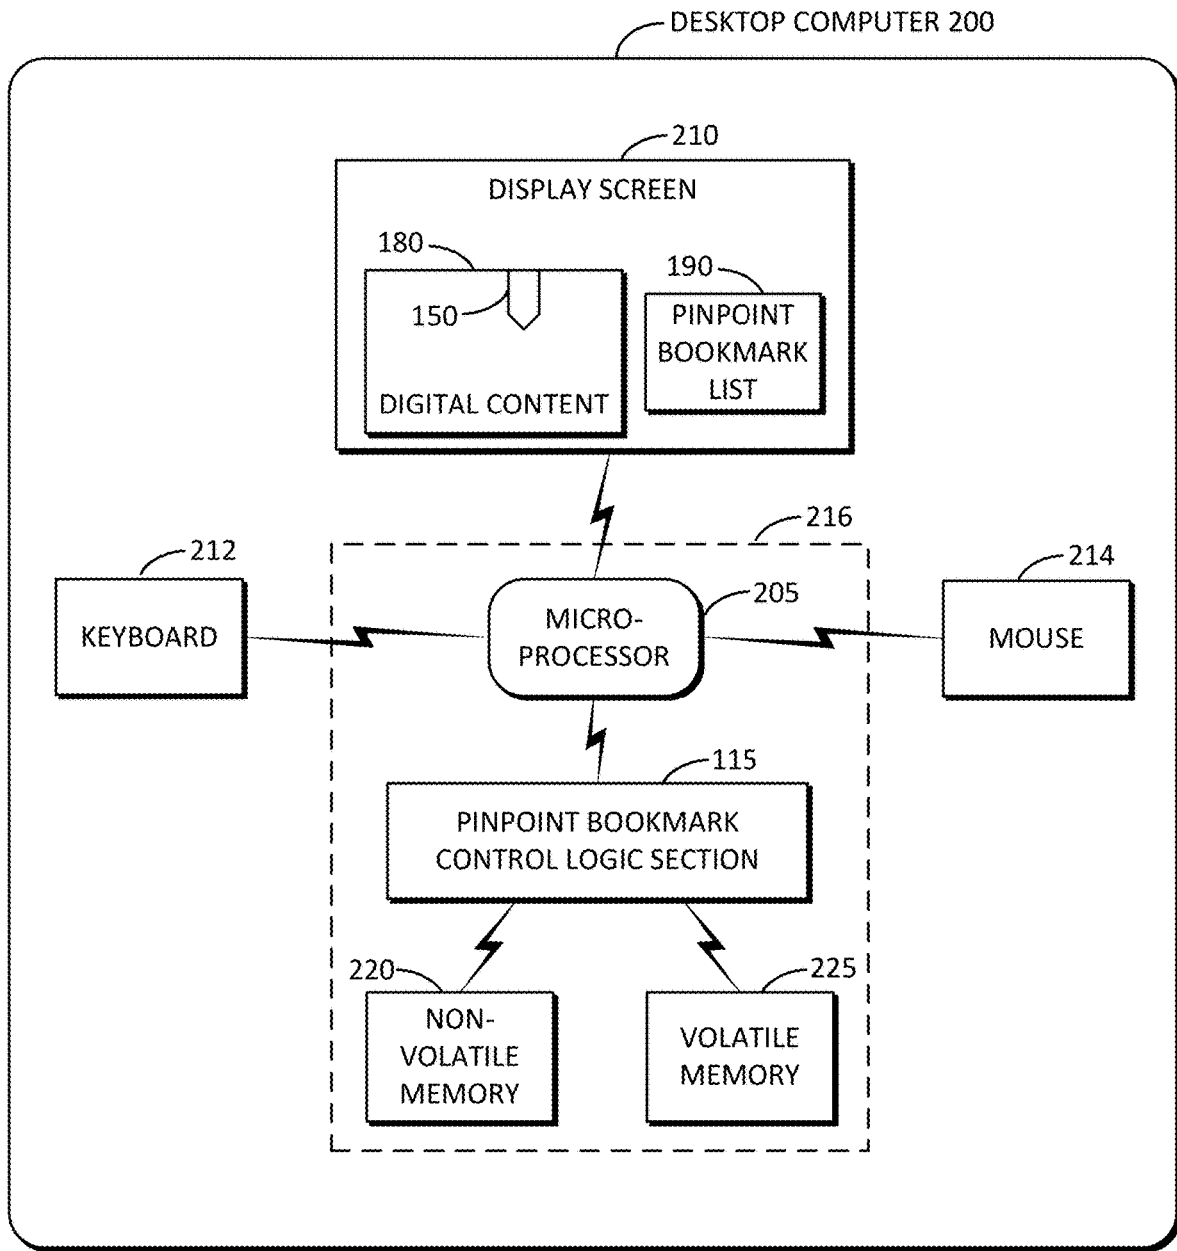 DESKTOP COMPUTER 200
210
DISPLAY SCREEN
180
190
150
PINPOINT
BOOKMARK
LIST
DIGITAL CONTENT
216
212
214
205
KEYBOARD
MICRO-
PROCESSOR
MOUSE
115
PINPOINT BOOKMARK
CONTROL LOGIC SECTION
220
225
NON-
VOLATILE
MEMORY
VOLATILE
MEMORY